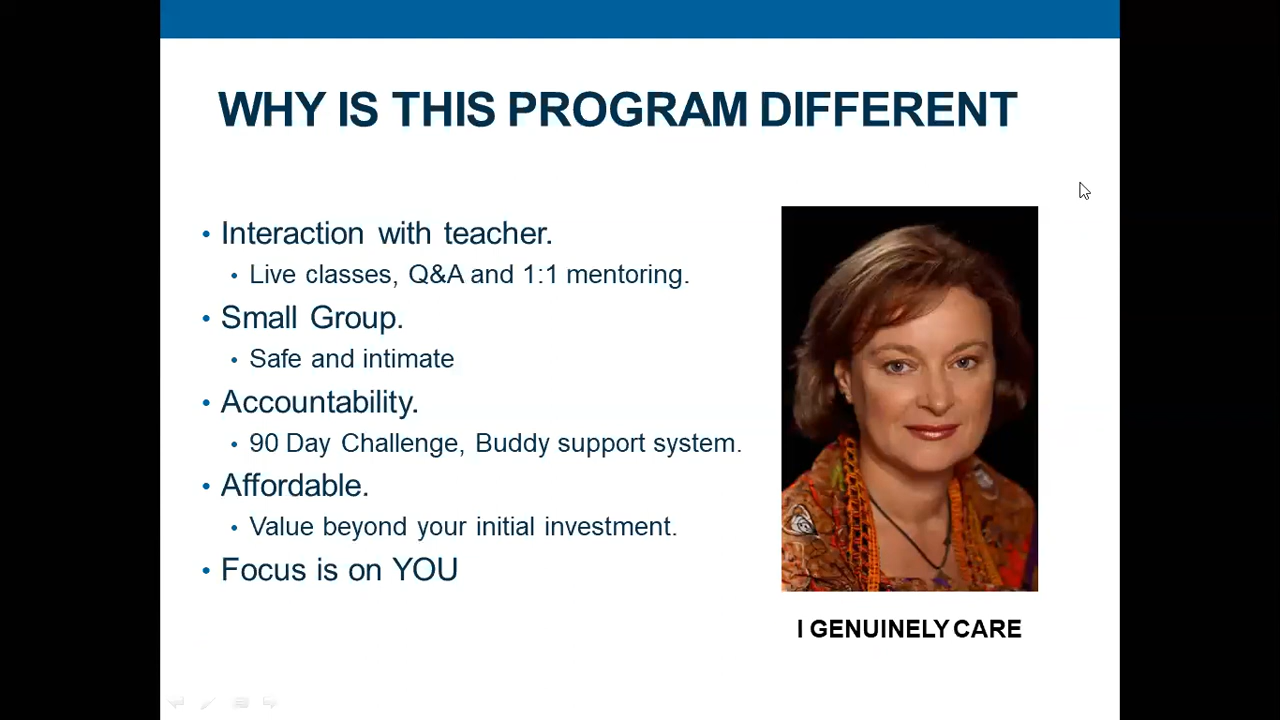 WHY IS THIS PROGRAM DIFFERENT
• Interaction with teacher.
• Live classes, Q&A and 1:1 mentoring.
• Small Group.
• Safe and intimate
• Accountability.
• 90 Day Challenge, Buddy support system.
• Affordable.
• Value beyond your initial investment.
• Focus is on YOU
I GENUINELY CARE